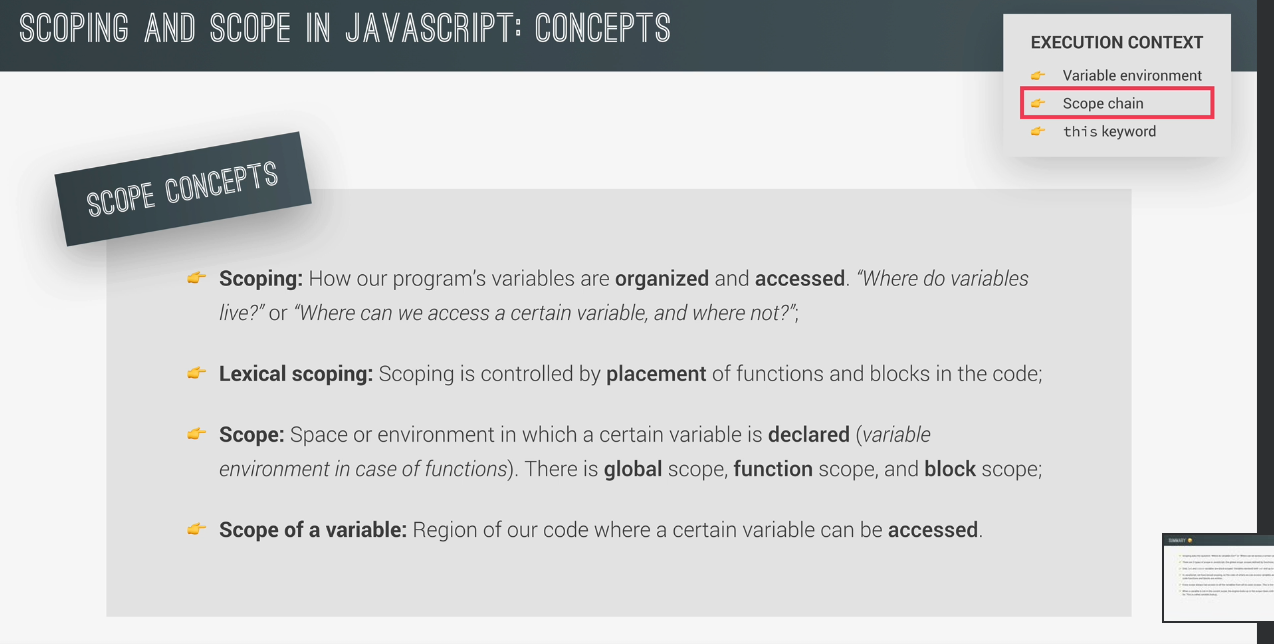 SCOPING AND SCOPE IN JAVASCRIPT: CONCEPTS
EXECUTION CONTEXT
👉 Variable environment
👉 Scope chain
👉 this keyword
SCOPE CONCEPTS
👉 Scoping: How our program’s variables are organized and accessed. “Where do variables
live?” or “Where can we access a certain variable, and where not?”;
👉 Lexical scoping: Scoping is controlled by placement of functions and blocks in the code;
👉 Scope: Space or environment in which a certain variable is declared (variable
environment in case of functions). There is global scope, function scope, and block scope;
👉 Scope of a variable: Region of our code where a certain variable can be accessed.
SUMMARY